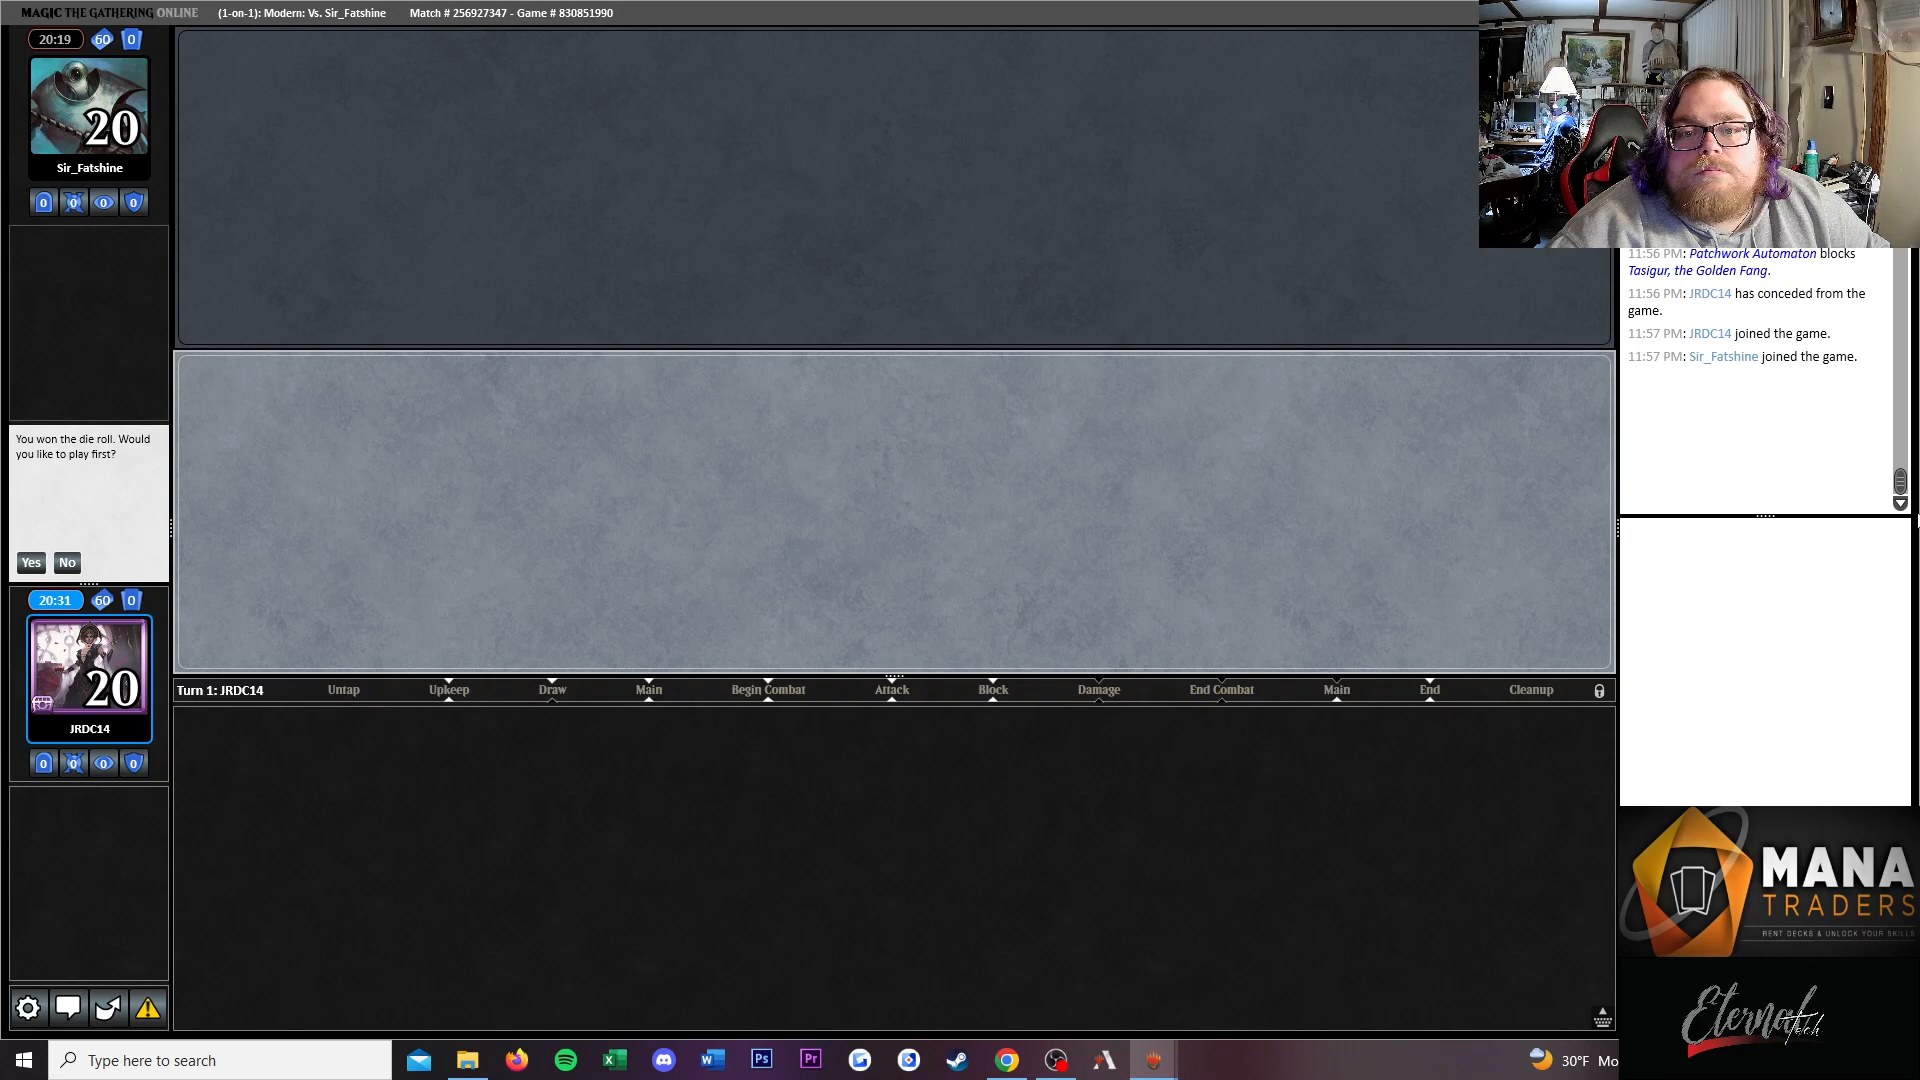 MAGIC THE GATHERING ONLINE (1-on-1): Modern: Vs. Sir_Fatshine Match # 256927347 - Game # 830851990
20:19 60 0
20
Sir_Fatshine
0 0 0 0
11:56 PM: Patchwork Automaton blocks
Tasigur, the Golden Fang.
11:56 PM: JRDC14 has conceded from the
game.
11:57 PM: JRDC14 joined the game.
11:57 PM: Sir_Fatshine joined the game.
You won the die roll. Would
you like to play first?
Yes No
20:31 60 0
20
JRDC14
0 0 0 0
Turn 1: JRDC14 Untap Upkeep Draw Main Begin Combat Attack Block Damage End Combat Main End Cleanup
MANA
TRADERS
RENT DECKS & UNLOCK YOUR SKILLS
Eternal
Tech
Type here to search
W Ps Pr
30°F Mo